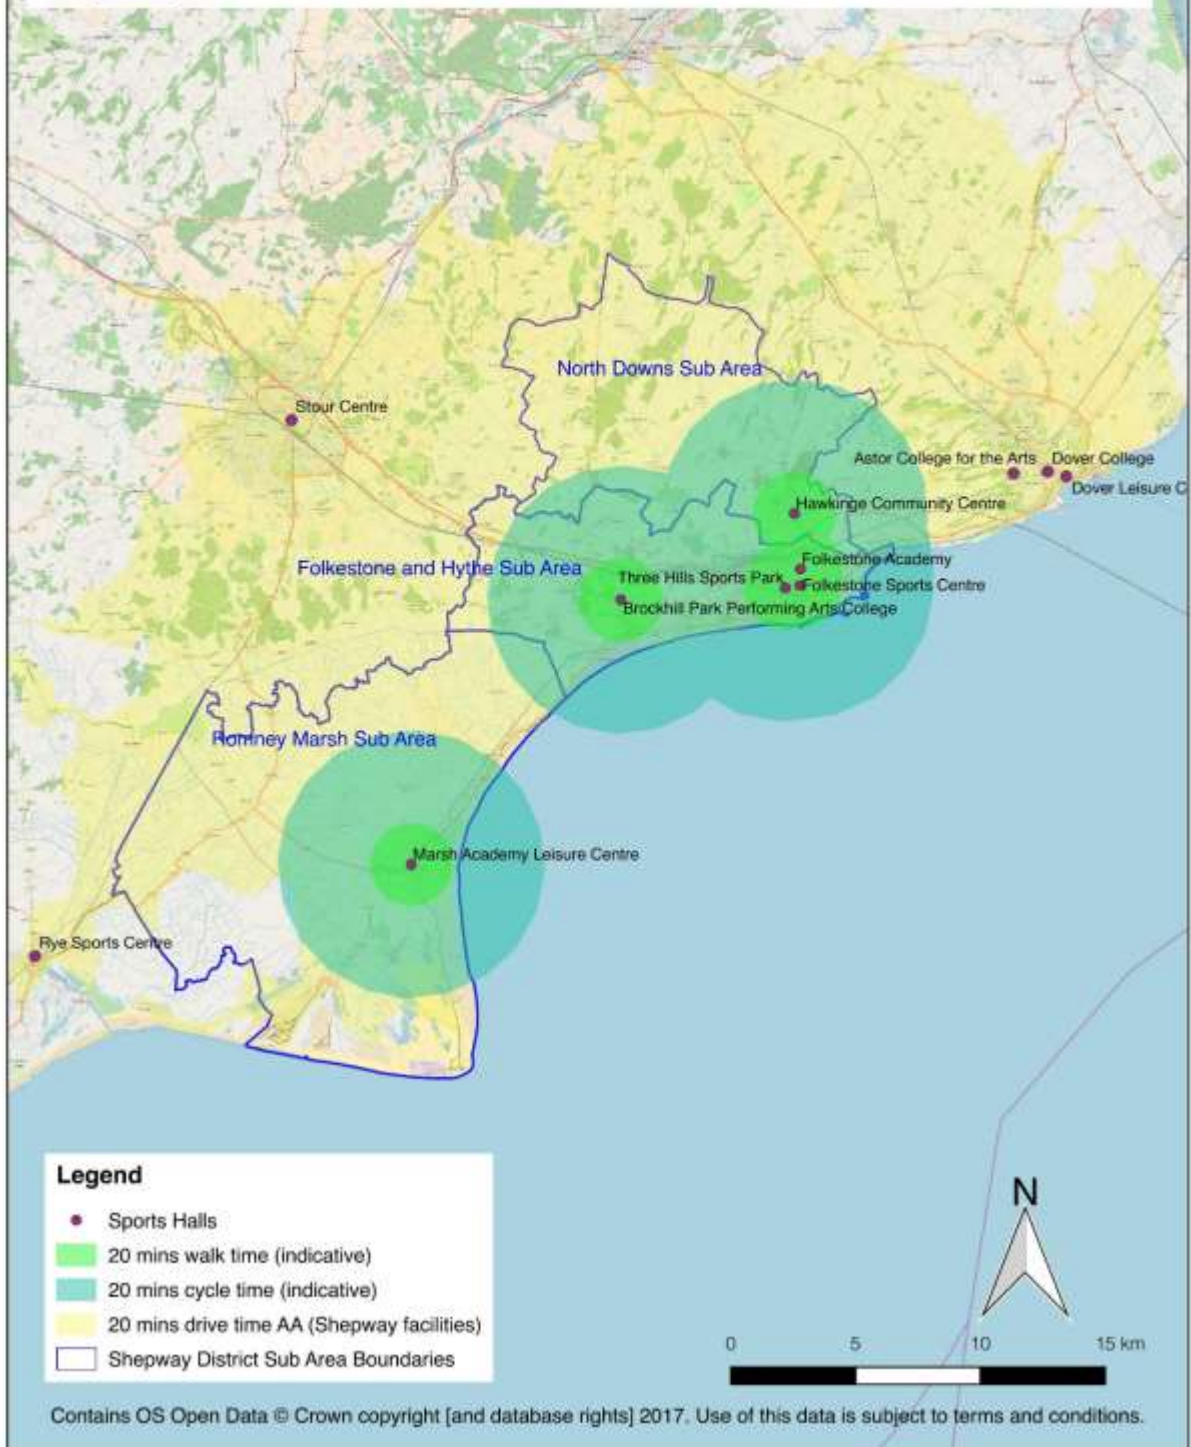 North Downs Sub Area
Stour Centre
Astor College for the Arts
Dover College
Dover Leisure C
Hawkinge Community Centre
Folkestone Academy
Folkestone and Hythe Sub Area
Three Hills Sports Park
Folkestone Sports Centre
Brockhill Park Performing Arts College
Romney Marsh Sub Area
Marsh Academy Leisure Centre
Rye Sports Centre
Legend
Sports Halls
20 mins walk time (indicative)
20 mins cycle time (indicative)
20 mins drive time AA (Shepway facilities)
Shepway District Sub Area Boundaries
N
0 5 10 15 km
Contains OS Open Data © Crown copyright [and database rights] 2017. Use of this data is subject to terms and conditions.